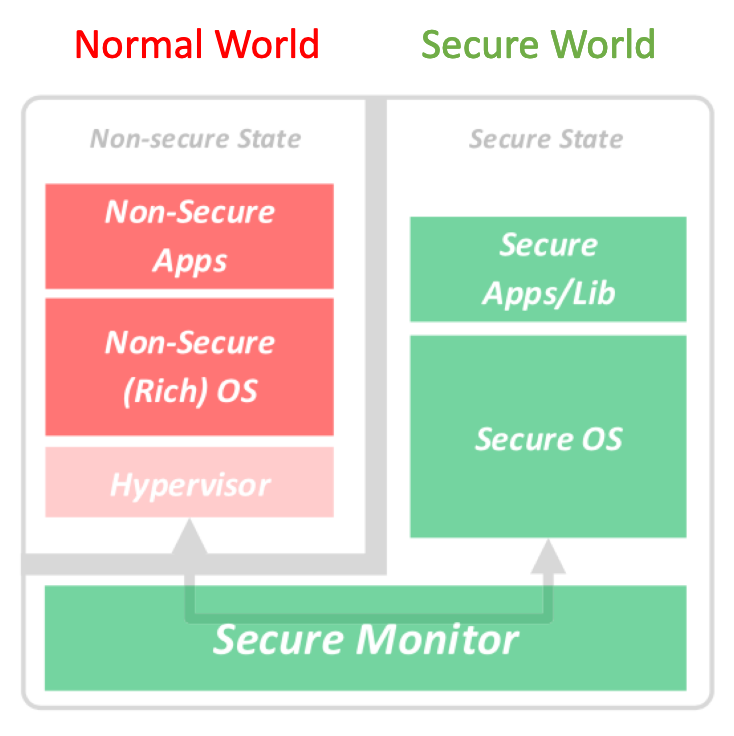 Normal World
Secure World
Non-secure State
Non-Secure
Apps
Non-Secure
(Rich) OS
Hypervisor
Secure State
Secure
Apps/Lib
Secure OS
Secure Monitor